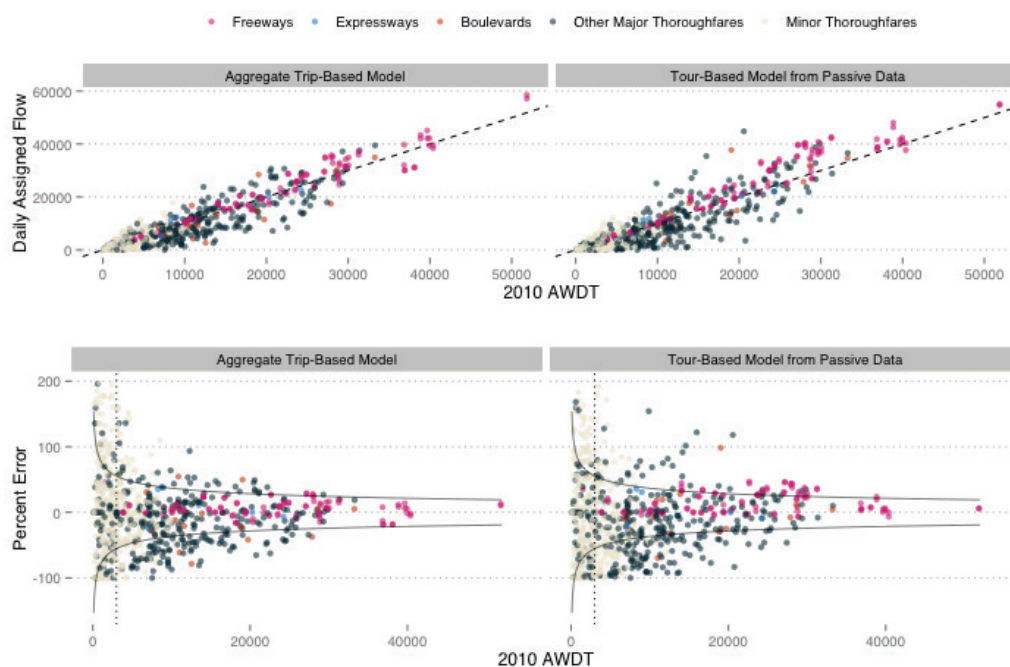 Freeways Expressways Boulevards Other Major Thoroughfares Minor Thoroughfares
Aggregate Trip-Based Model Tour-Based Model from Passive Data
60000
40000
20000
0
Daily Assigned Flow
0 10000 20000 30000 40000 50000 0 10000 20000 30000 40000 50000
2010 AWDT
Aggregate Trip-Based Model Tour-Based Model from Passive Data
200
100
0
-100
Percent Error
0 20000 40000 0 20000 40000
2010 AWDT